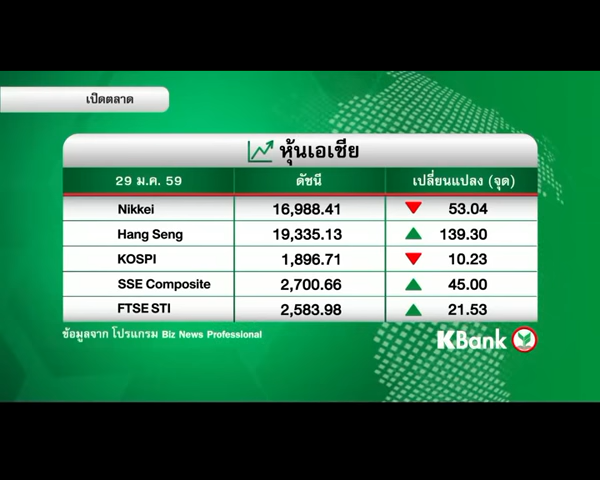 เปิดตลาด
หุ้นเอเชีย
29 ม.ค. 59 ดัชนี เปลี่ยนแปลง (จุด)
Nikkei 16,988.41 ▼ 53.04
Hang Seng 19,335.13 ▲ 139.30
KOSPI 1,896.71 ▼ 10.23
SSE Composite 2,700.66 ▲ 45.00
FTSE STI 2,583.98 ▲ 21.53
ข้อมูลจาก โปรแกรม Biz News Professional
KBank